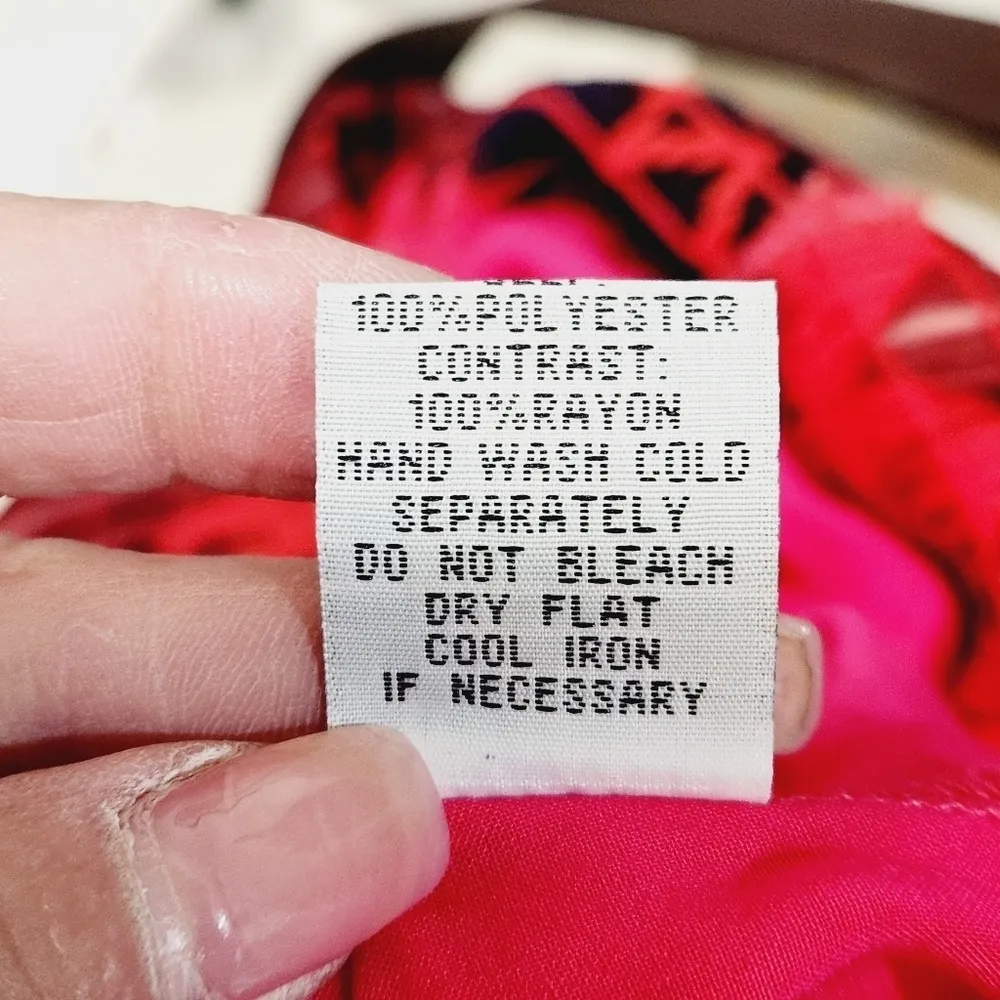 100%POLYESTER
CONTRAST:
100%RAYON
HAND WASH COLD
SEPARATELY
DO NOT BLEACH
DRY FLAT
COOL IRON
IF NECESSARY